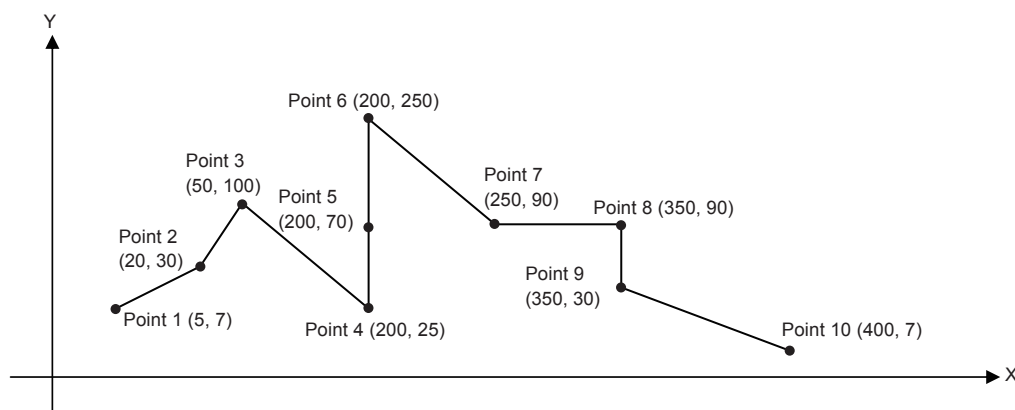 Y
Point 6 (200, 250)
Point 3
(50, 100)
Point 5
(200, 70)
Point 7
(250, 90)
Point 8 (350, 90)
Point 2
(20, 30)
Point 9
(350, 30)
Point 1 (5, 7)
Point 4 (200, 25)
Point 10 (400, 7)
X